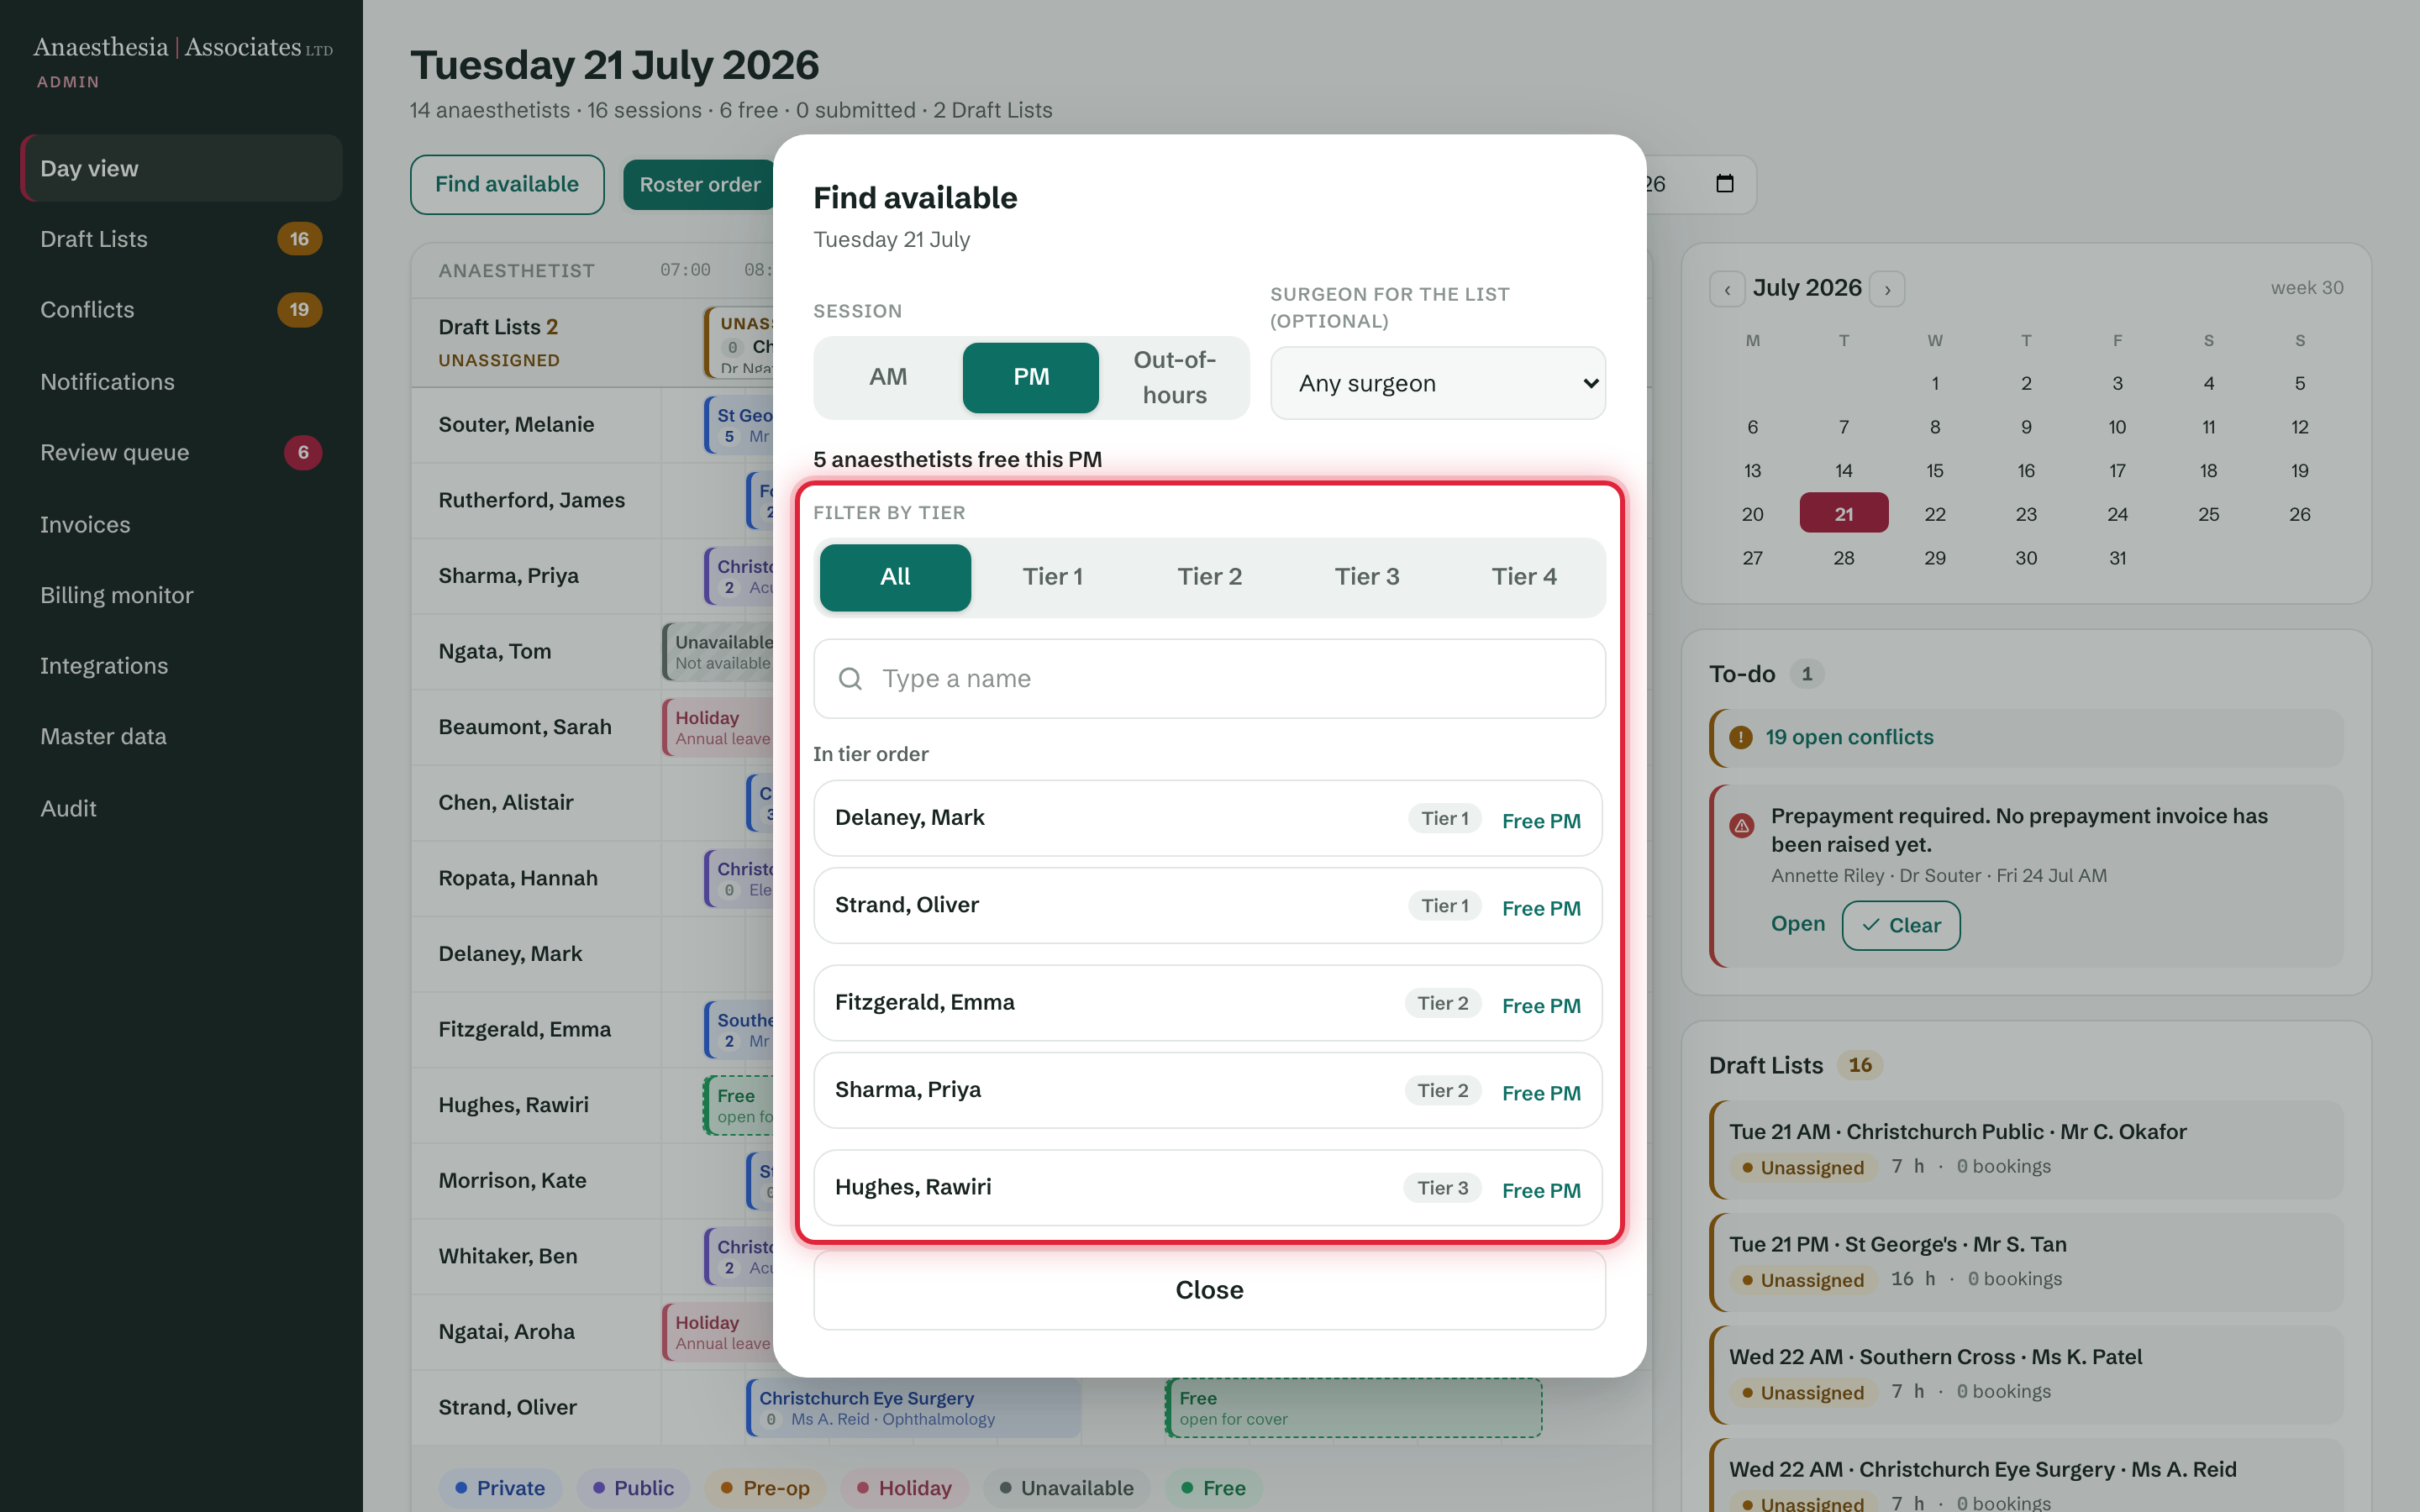 Anaesthesia | Associates LTD
ADMIN
Day view
Draft Lists 16
Conflicts 19
Notifications
Review queue 6
Invoices
Billing monitor
Integrations
Master data
Audit
Tuesday 21 July 2026
14 anaesthetists · 16 sessions · 6 free · 0 submitted · 2 Draft Lists
Find available
Roster order
26
ANAESTHETIST 07:00 08:
Draft Lists 2
UNASSIGNED
0
Souter, Melanie
5 Mr
Rutherford, James
Sharma, Priya
2
Ngata, Tom
Unavailable
Not available
Beaumont, Sarah
Holiday
Annual leave
Chen, Alistair
Ropata, Hannah
0
Delaney, Mark
Fitzgerald, Emma
2 Mr
Hughes, Rawiri
Free
Morrison, Kate
Whitaker, Ben
2
Ngatai, Aroha
Holiday
Annual leave
Strand, Oliver
Christchurch Eye Surgery
0 Ms A. Reid · Ophthalmology
Free
open for cover
Private
Public
Pre-op
Holiday
Unavailable
Free
Find available
Tuesday 21 July
SESSION
AM
PM
Out-of-
hours
SURGEON FOR THE LIST
(OPTIONAL)
Any surgeon
5 anaesthetists free this PM
FILTER BY TIER
All
Tier 1
Tier 2
Tier 3
Tier 4
Type a name
In tier order
Delaney, Mark Tier 1 Free PM
Strand, Oliver Tier 1 Free PM
Fitzgerald, Emma Tier 2 Free PM
Sharma, Priya Tier 2 Free PM
Hughes, Rawiri Tier 3 Free PM
Close
‹ July 2026 › week 30
M T W T F S S
1 2 3 4 5
6 7 8 9 10 11 12
13 14 15 16 17 18 19
20 21 22 23 24 25 26
27 28 29 30 31
To-do 1
19 open conflicts
Prepayment required. No prepayment invoice has
been raised yet.
Annette Riley · Dr Souter · Fri 24 Jul AM
Open
Clear
Draft Lists 16
Tue 21 AM · Christchurch Public · Mr C. Okafor
Unassigned 7 h · 0 bookings
Tue 21 PM · St George's · Mr S. Tan
Unassigned 16 h · 0 bookings
Wed 22 AM · Southern Cross · Ms K. Patel
Unassigned 7 h · 0 bookings
Wed 22 AM · Christchurch Eye Surgery · Ms A. Reid
Unassigned 7 h · 0 bookings